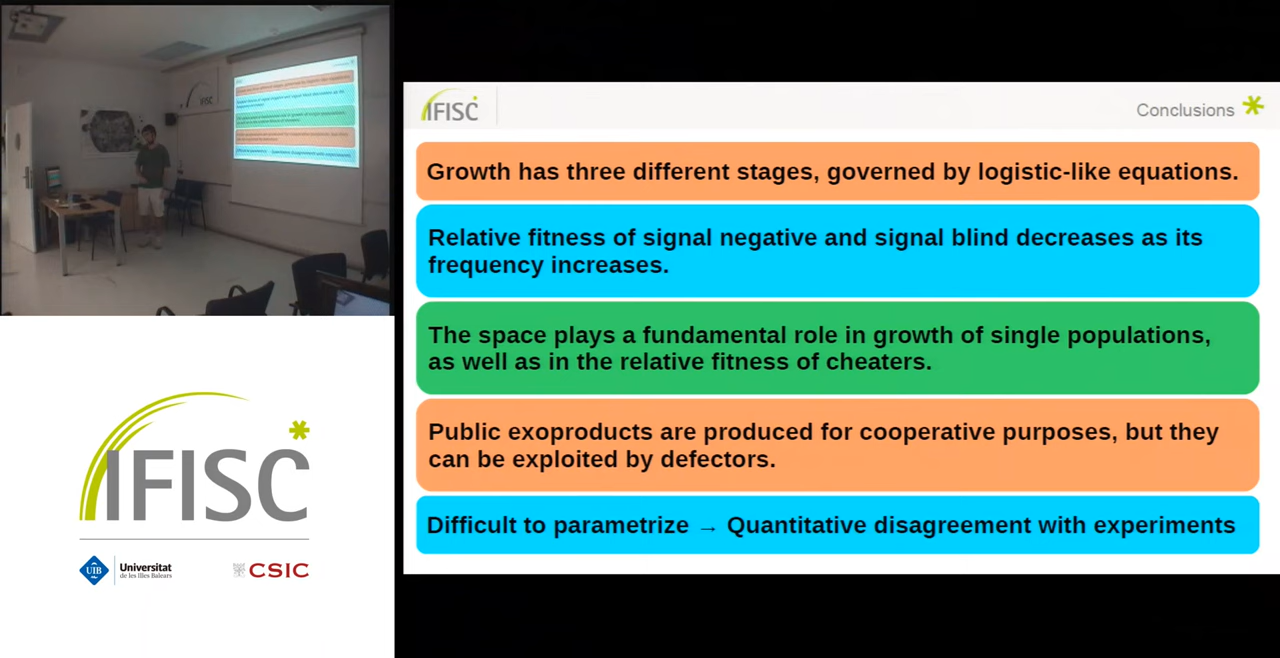 IFISC
Conclusions
Growth has three different stages, governed by logistic-like equations.
Relative fitness of signal negative and signal blind decreases as its
frequency increases.
The space plays a fundamental role in growth of single populations,
as well as in the relative fitness of cheaters.
Public exoproducts are produced for cooperative purposes, but they
can be exploited by defectors.
Difficult to parametrize → Quantitative disagreement with experiments
IFISC
UIB
Universitat
de les Illes Balears
CSIC